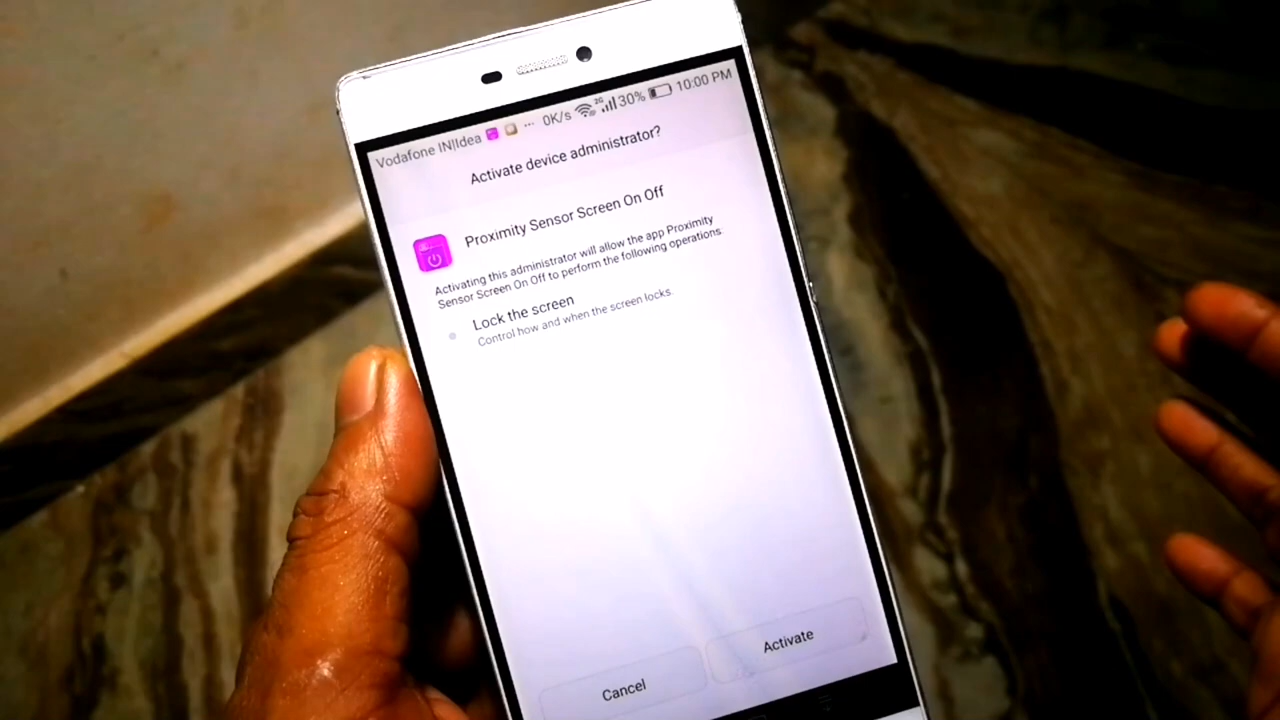 Vodafone IN|Idea ... 0K/s 2G 30% 10:00 PM
Activate device administrator?
Proximity Sensor Screen On Off
Activating this administrator will allow the app Proximity
Sensor Screen On Off to perform the following operations:
Lock the screen
Control how and when the screen locks.
Cancel
Activate